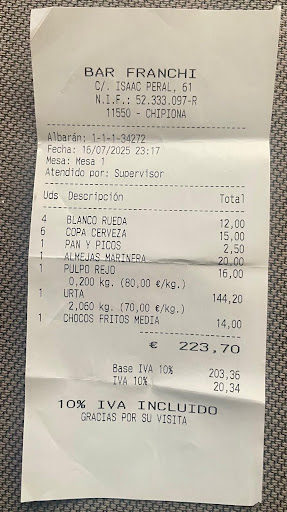 BAR FRANCHI
C/. ISAAC PERAL, 61
N.I.F.: 52.333.097-R
11550 - CHIPIONA
Albarán: 1-1-1-34272
Fecha: 16/07/2025 23:17
Mesa: Mesa 1
Atendido por: Supervisor
Uds Descripción Total
4 BLANCO RUEDA 12,00
6 COPA CERVEZA 15,00
1 PAN Y PICOS 2,50
1 ALMEJAS MARINERA 20,00
1 PULPO REJO 16,00
0,200 kg. (80,00 €/kg.)
1 URTA 144,20
2,060 kg. (70,00 €/kg.)
1 CHOCOS FRITOS MEDIA 14,00
€ 223,70
Base IVA 10% 203,36
IVA 10% 20,34
10% IVA INCLUIDO
GRACIAS POR SU VISITA